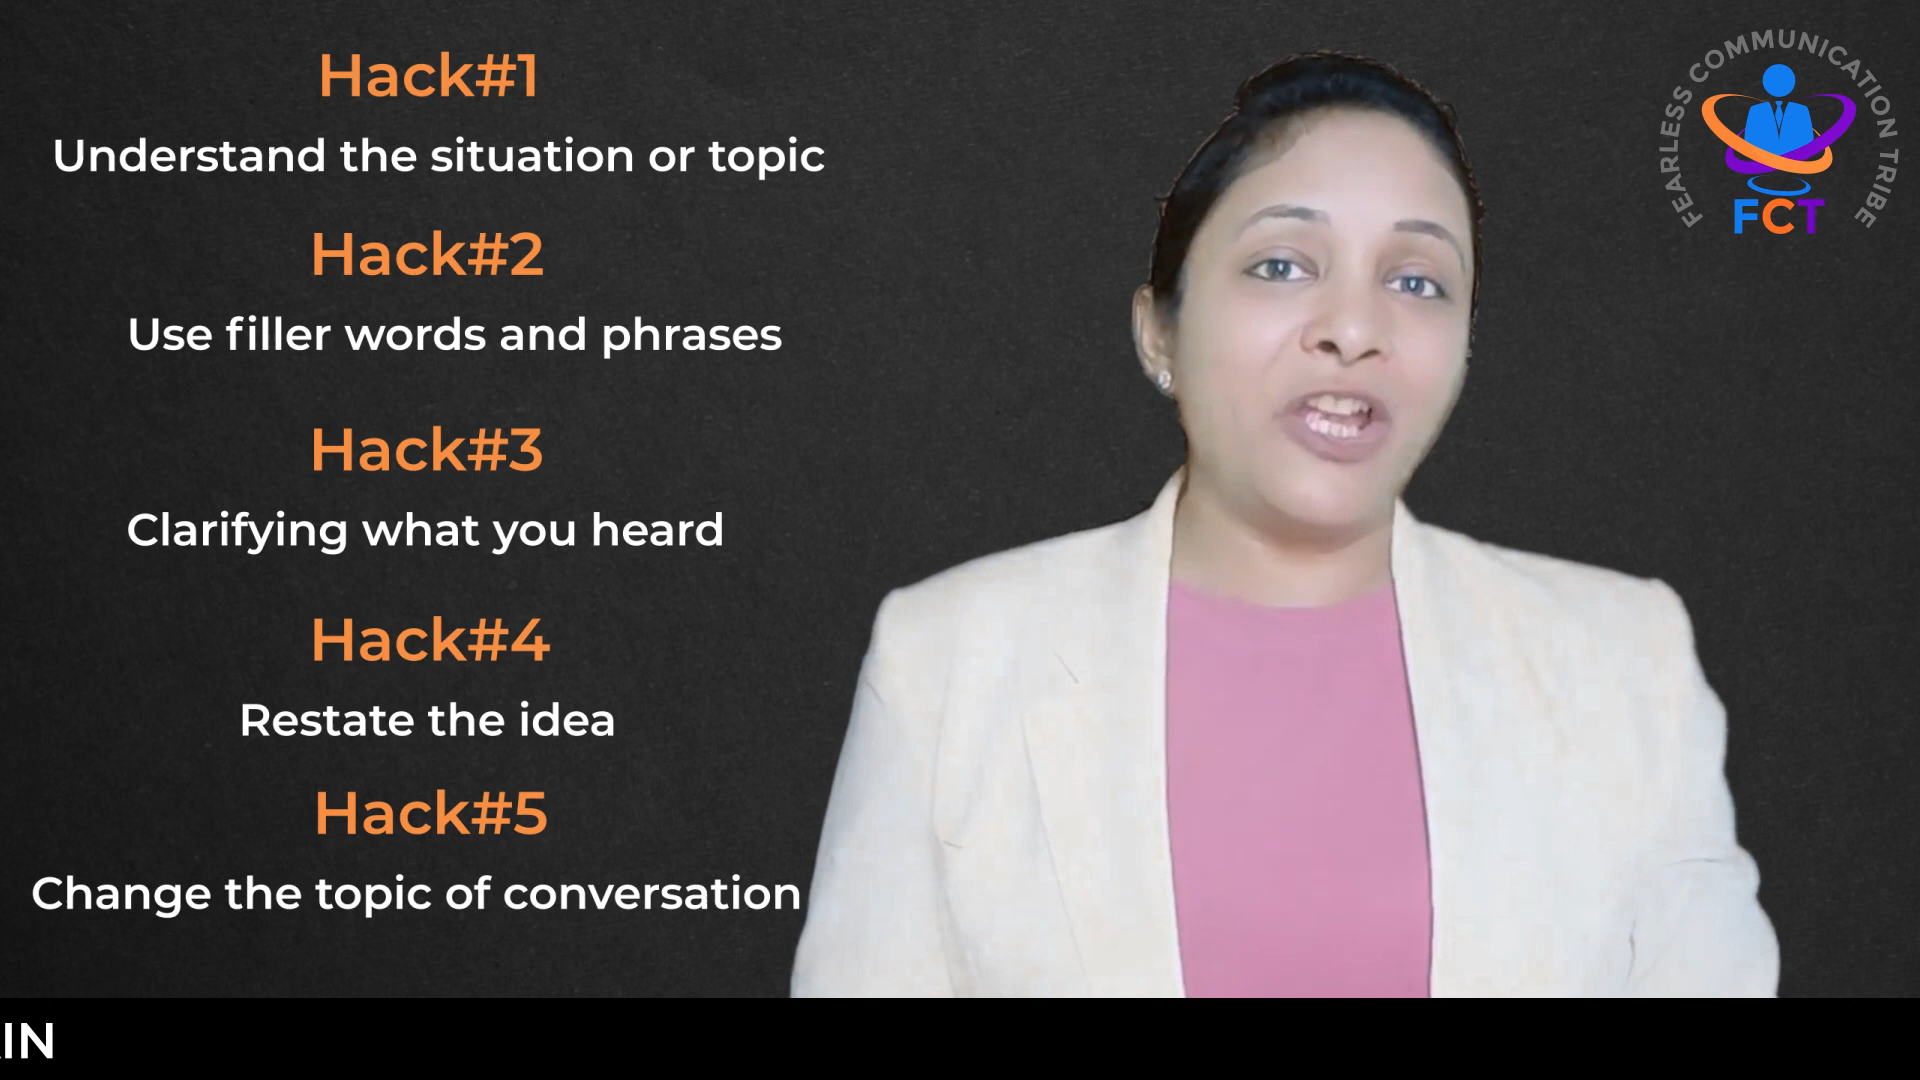 Hack#1
Understand the situation or topic
Hack#2
Use filler words and phrases
Hack#3
Clarifying what you heard
Hack#4
Restate the idea
Hack#5
Change the topic of conversation
FEARLESS COMMUNICATION TRIBE
FCT
IN